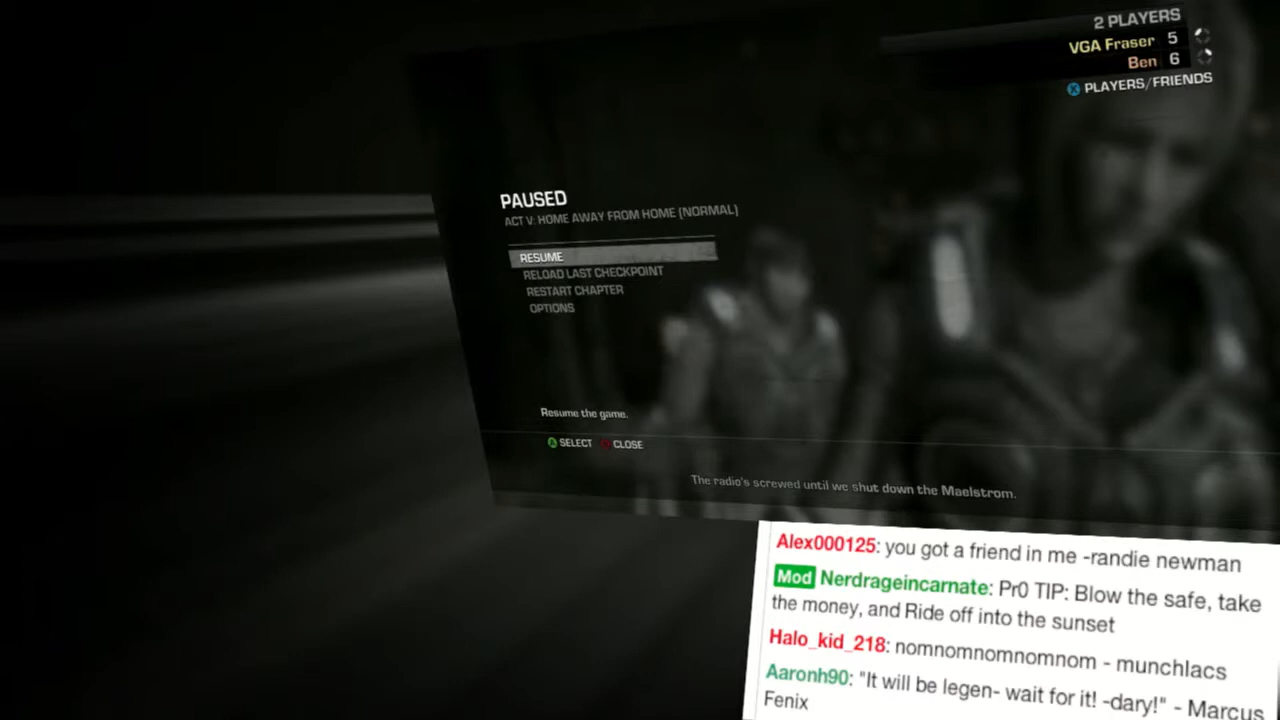 2 PLAYERS
VGA Fraser 5
Ben 6
X PLAYERS/FRIENDS
PAUSED
ACT V: HOME AWAY FROM HOME (NORMAL)
RESUME
RELOAD LAST CHECKPOINT
RESTART CHAPTER
OPTIONS
Resume the game.
A SELECT CLOSE
The radio's screwed until we shut down the Maelstrom.
Alex000125: you got a friend in me -randie newman
Mod Nerdrageincarnate: Pr0 TIP: Blow the safe, take
the money, and Ride off into the sunset
Halo_kid_218: nomnomnomnomnom - munchlacs
Aaronh90: "It will be legen- wait for it! -dary!" - Marcus
Fenix